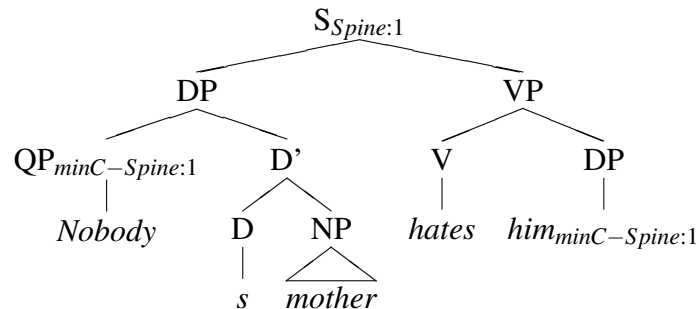 S_{Spine:1}
DP VP
QP_{minC−Spine:1} D’ V DP
Nobody D NP hates him_{minC−Spine:1}
s mother